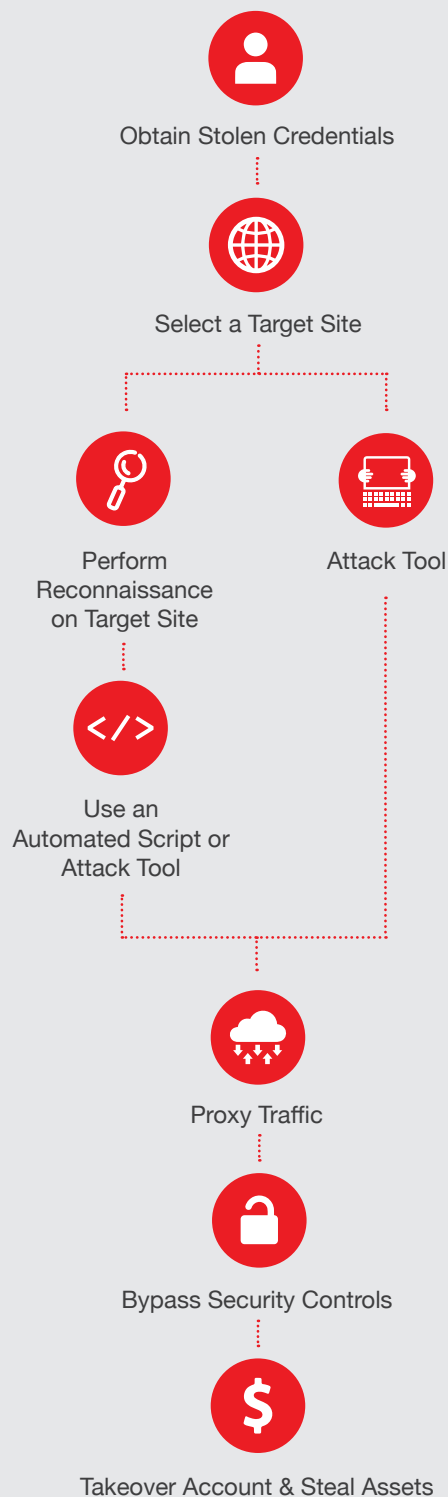 Obtain Stolen Credentials
Select a Target Site
Perform
Reconnaissance
on Target Site
Attack Tool
</>
Use an
Automated Script or
Attack Tool
Proxy Traffic
Bypass Security Controls
$
Takeover Account & Steal Assets